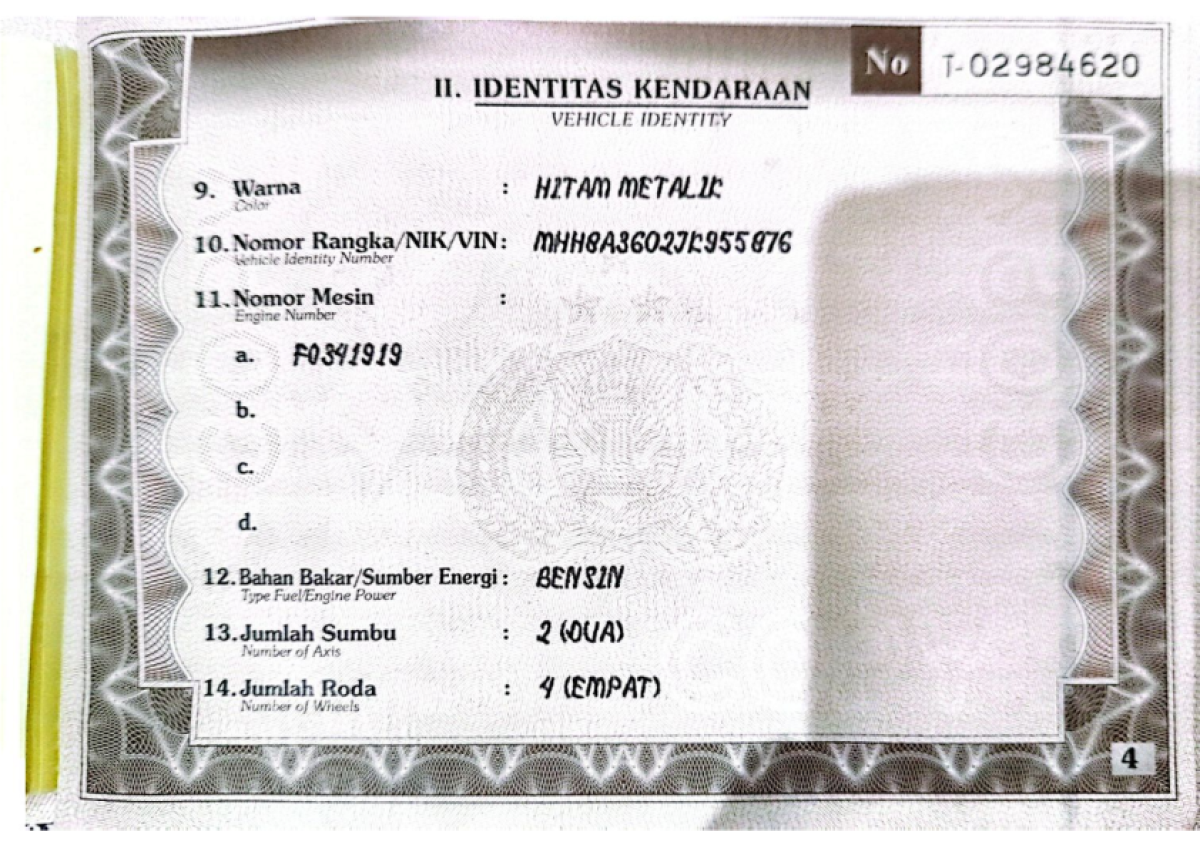 No T-02984620
II. IDENTITAS KENDARAAN
VEHICLE IDENTITY
9. Warna : HITAM METALIK
Color
10. Nomor Rangka/NIK/VIN: MHH8A3602JK955876
Vehicle Identity Number
11. Nomor Mesin :
Engine Number
a. F0341919
b.
c.
d.
12. Bahan Bakar/Sumber Energi : BENSIN
Type Fuel/Engine Power
13. Jumlah Sumbu : 2 (DUA)
Number of Axis
14. Jumlah Roda : 4 (EMPAT)
Number of Wheels
4